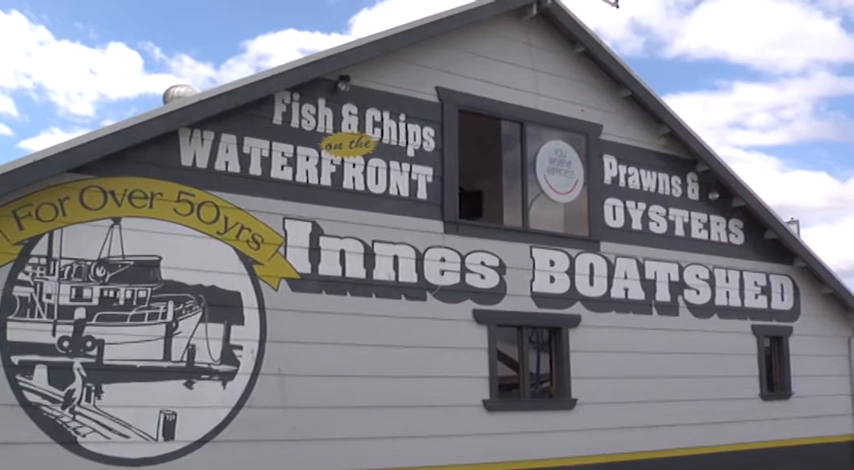 Fish & Chips
on the
WATERFRONT
Prawns &
OYSTERS
For Over 50yrs
Innes BOATSHED